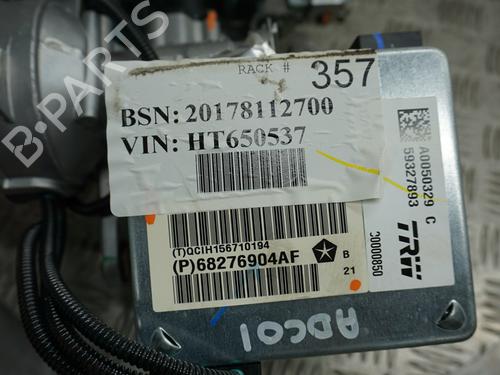 RACK # 357
BSN: 20178112700
VIN: HT650537
(T)QCIH156710194
(P)68276904AF
B
21
A0050329 C
59327893
TRW
3000850
ADC01
B-PARTS